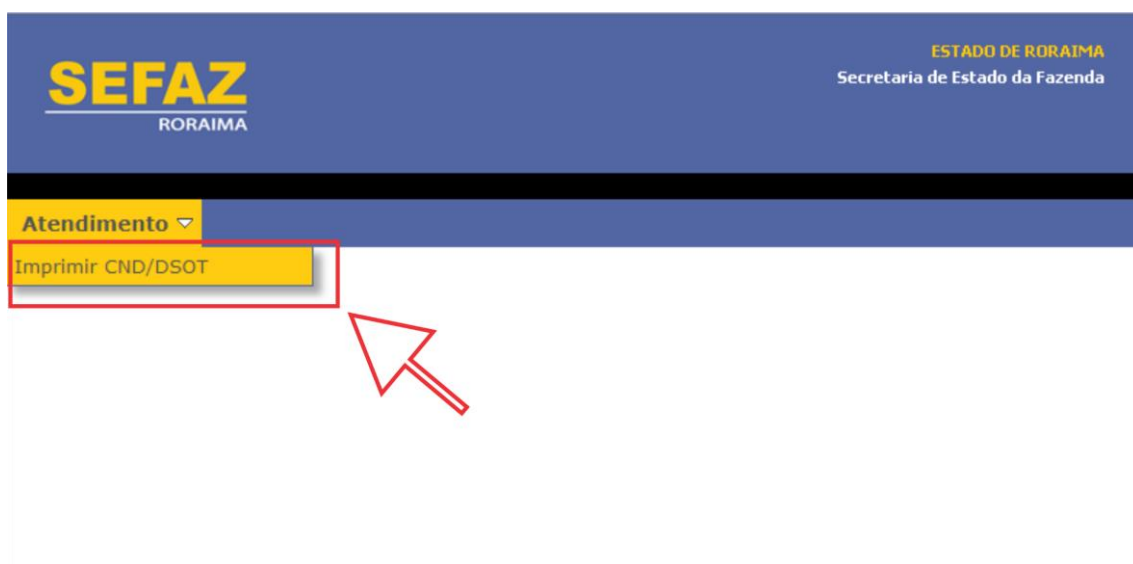 SEFAZ
RORAIMA
ESTADO DE RORAIMA
Secretaria de Estado da Fazenda
Atendimento
Imprimir CND/DSOT